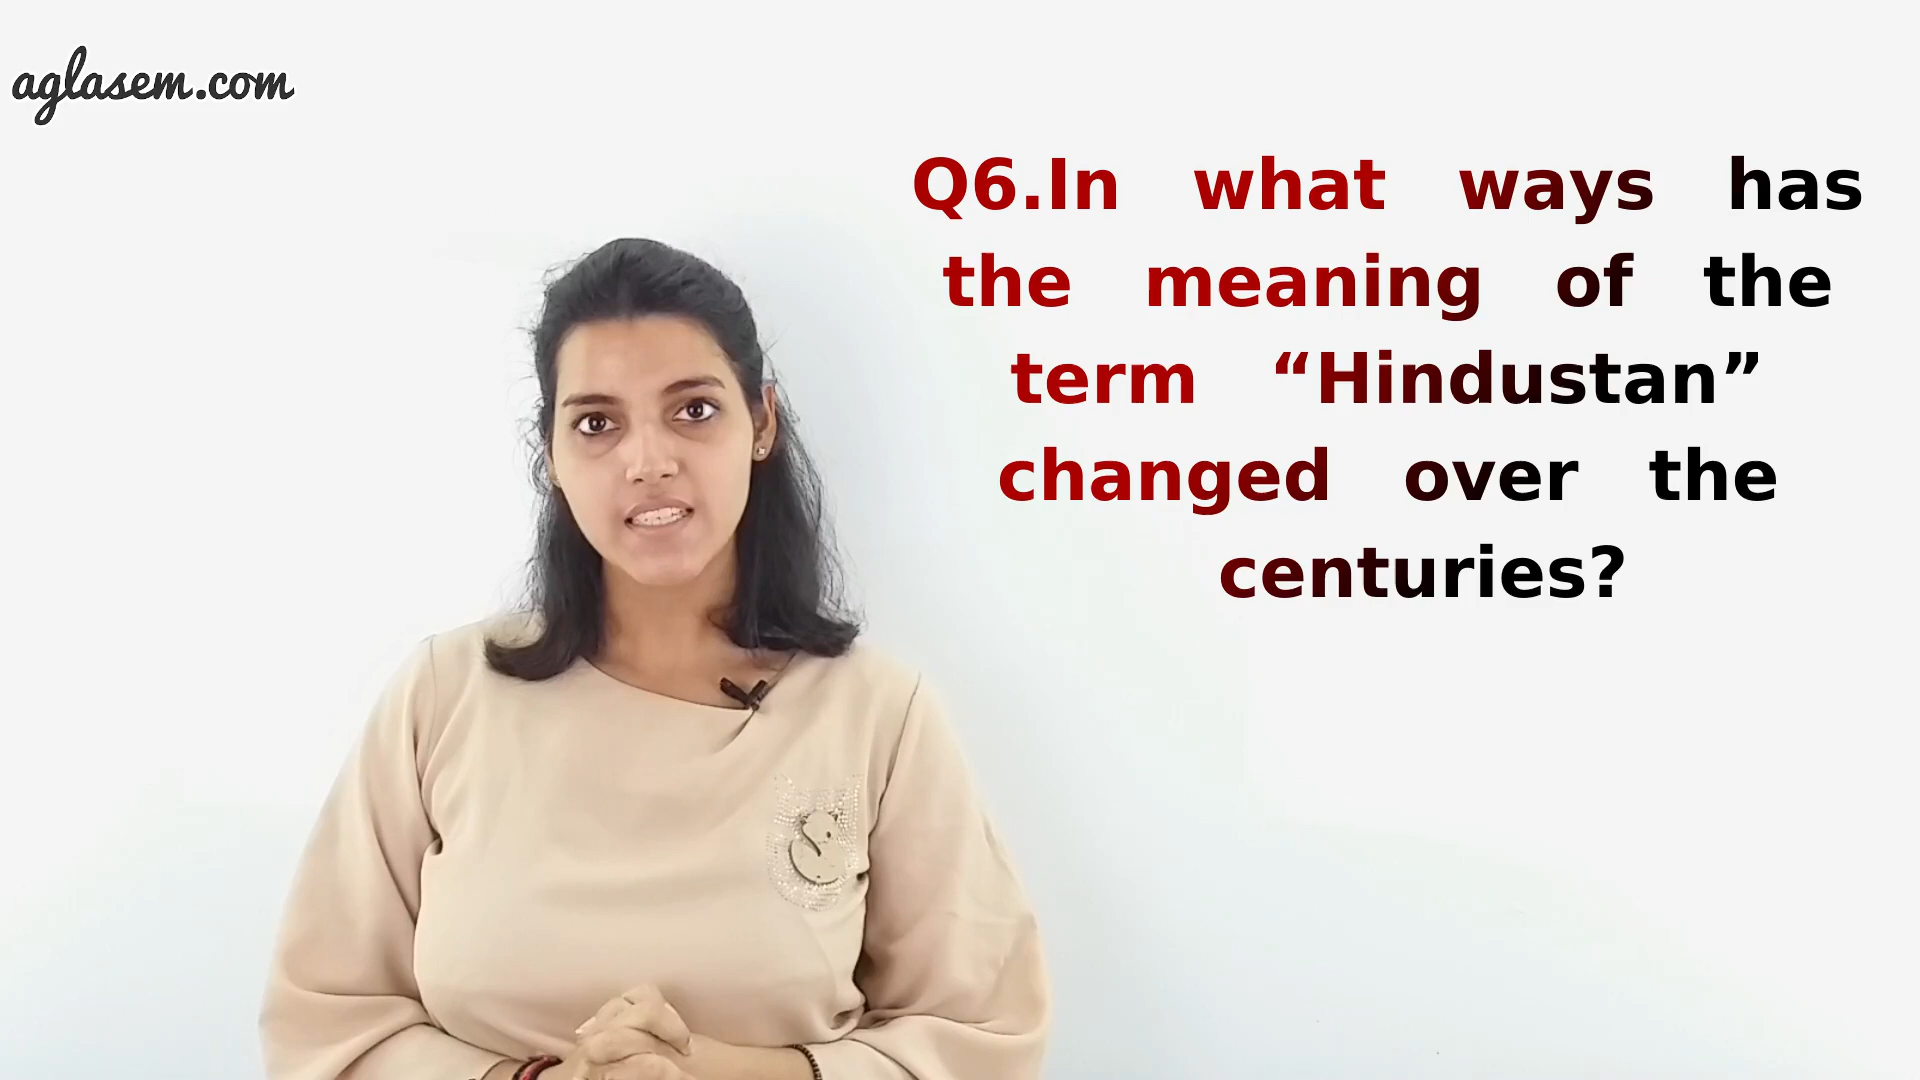 aglasem.com
Q6.In what ways has
the meaning of the
term “Hindustan”
changed over the
centuries?